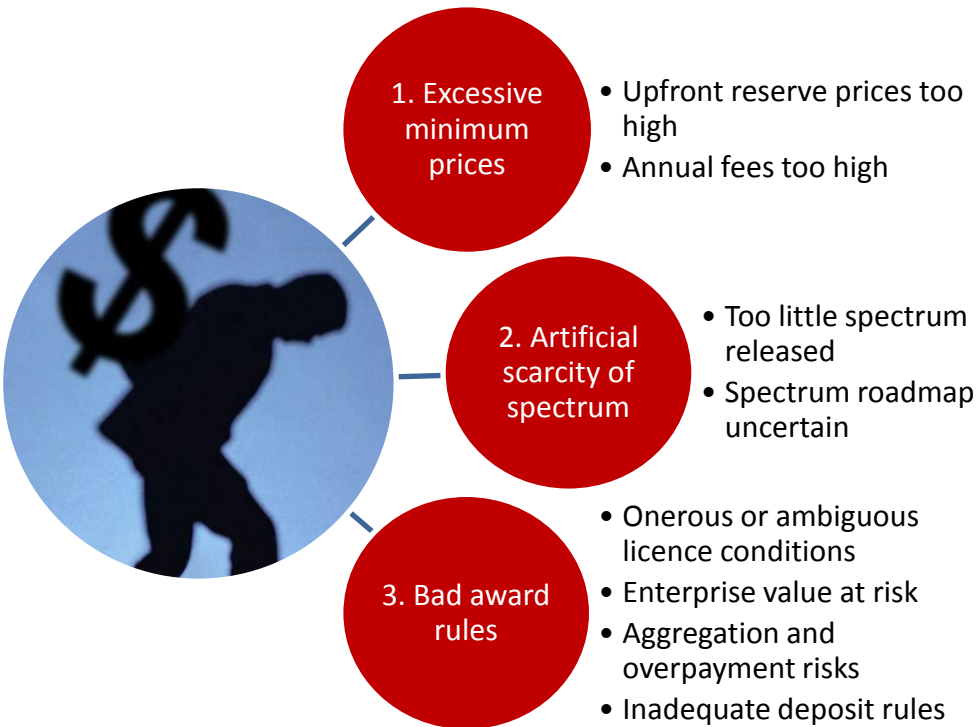 1. Excessive
minimum
prices
• Upfront reserve prices too
high
• Annual fees too high
2. Artificial
scarcity of
spectrum
• Too little spectrum
released
• Spectrum roadmap
uncertain
3. Bad award
rules
• Onerous or ambiguous
licence conditions
• Enterprise value at risk
• Aggregation and
overpayment risks
• Inadequate deposit rules
$